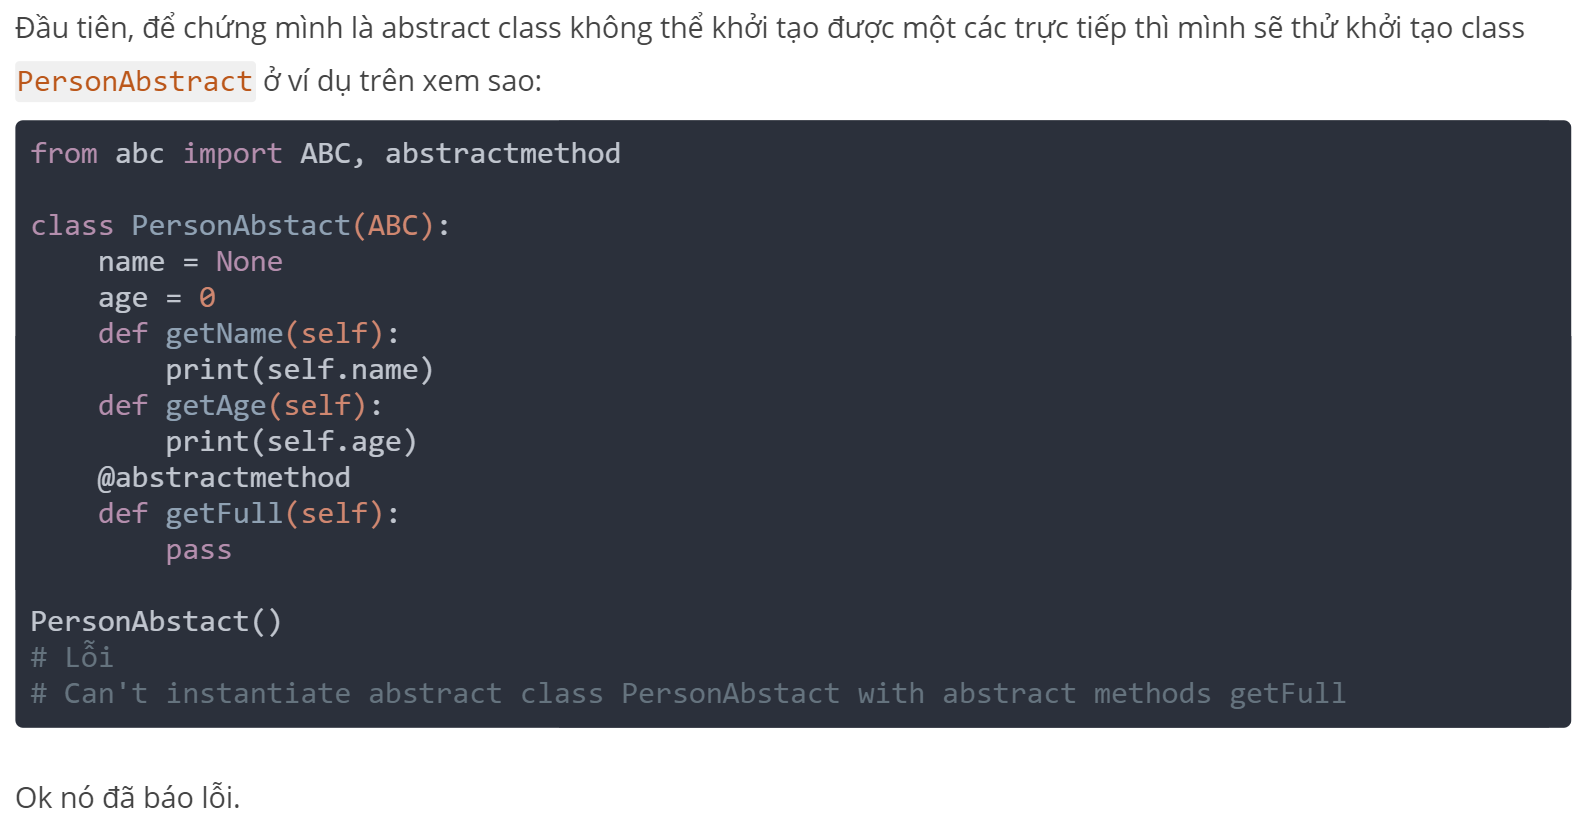 Đầu tiên, để chứng mình là abstract class không thể khởi tạo được một các trực tiếp thì mình sẽ thử khởi tạo class
PersonAbstract ở ví dụ trên xem sao:
from abc import ABC, abstractmethod
class PersonAbstact(ABC):
    name = None
    age = 0
    def getName(self):
        print(self.name)
    def getAge(self):
        print(self.age)
    @abstractmethod
    def getFull(self):
        pass
PersonAbstact()
# Lỗi
# Can't instantiate abstract class PersonAbstact with abstract methods getFull
Ok nó đã báo lỗi.